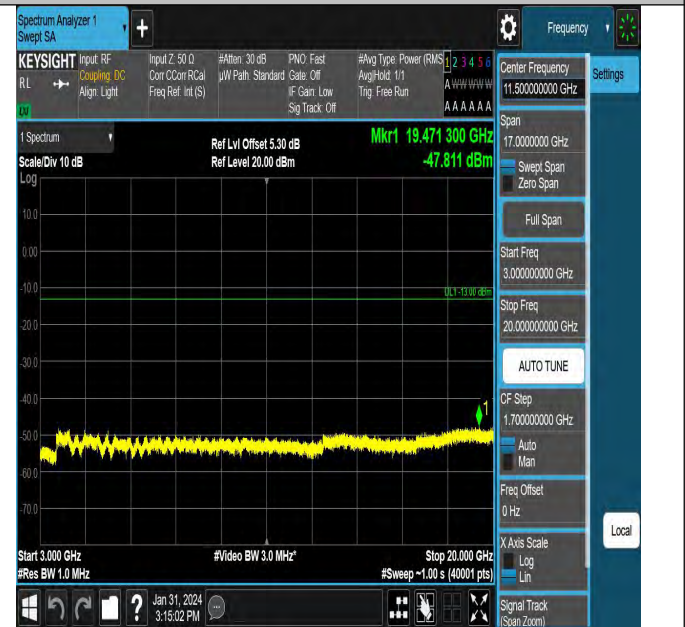 Spectrum Analyzer 1
Swept SA
Frequency
KEYSIGHT
RL
Input: RF
Coupling: DC
Align: Light
Input Z: 50 Ω
Corr CCorr RCal
Freq Ref: Int (S)
#Atten: 30 dB
µW Path: Standard
PNO: Fast
Gate: Off
IF Gain: Low
Sig Track: Off
#Avg Type: Power (RMS
Avg|Hold: 1/1
Trig: Free Run
1 2 3 4 5 6
A W W W W W
A A A A A A
Center Frequency
11.500000000 GHz
Settings
Span
17.0000000 GHz
Swept Span
Zero Span
Full Span
Start Freq
3.000000000 GHz
Stop Freq
20.000000000 GHz
AUTO TUNE
CF Step
1.700000000 GHz
Auto
Man
Freq Offset
0 Hz
X Axis Scale
Log
Lin
Signal Track
(Span Zoom)
Local
1 Spectrum
Scale/Div 10 dB
Log
Ref Lvl Offset 5.30 dB
Ref Level 20.00 dBm
Mkr1 19.471 300 GHz
-47.811 dBm
10.0
0.00
-10.0
-20.0
-30.0
-40.0
-50.0
-60.0
-70.0
UL1 -13.00 dBm
1
Start 3.000 GHz
#Res BW 1.0 MHz
#Video BW 3.0 MHz*
Stop 20.000 GHz
#Sweep ~1.00 s (40001 pts)
?
Jan 31, 2024
3:15:02 PM